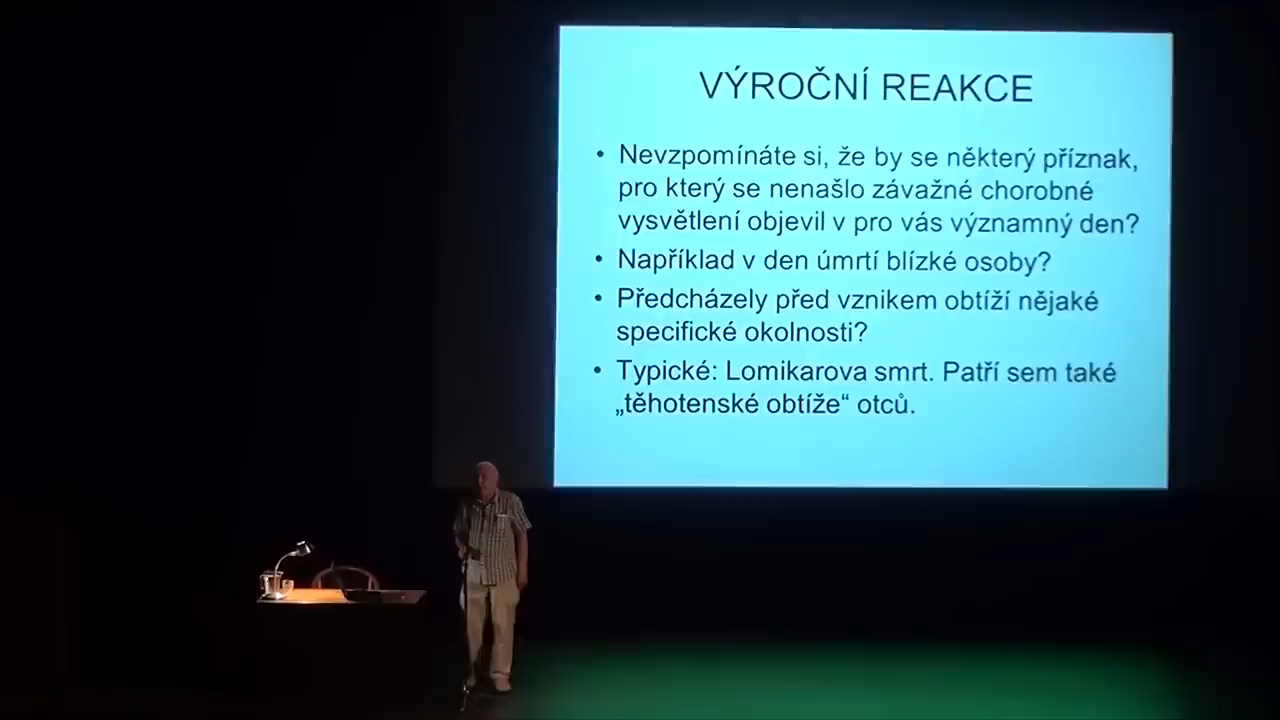 VÝROČNÍ REAKCE
• Nevzpomínáte si, že by se některý příznak,
pro který se nenašlo závažné chorobné
vysvětlení objevil v pro vás významný den?
• Například v den úmrtí blízké osoby?
• Předcházely před vznikem obtíží nějaké
specifické okolnosti?
• Typické: Lomikarova smrt. Patří sem také
„těhotenské obtíže“ otců.